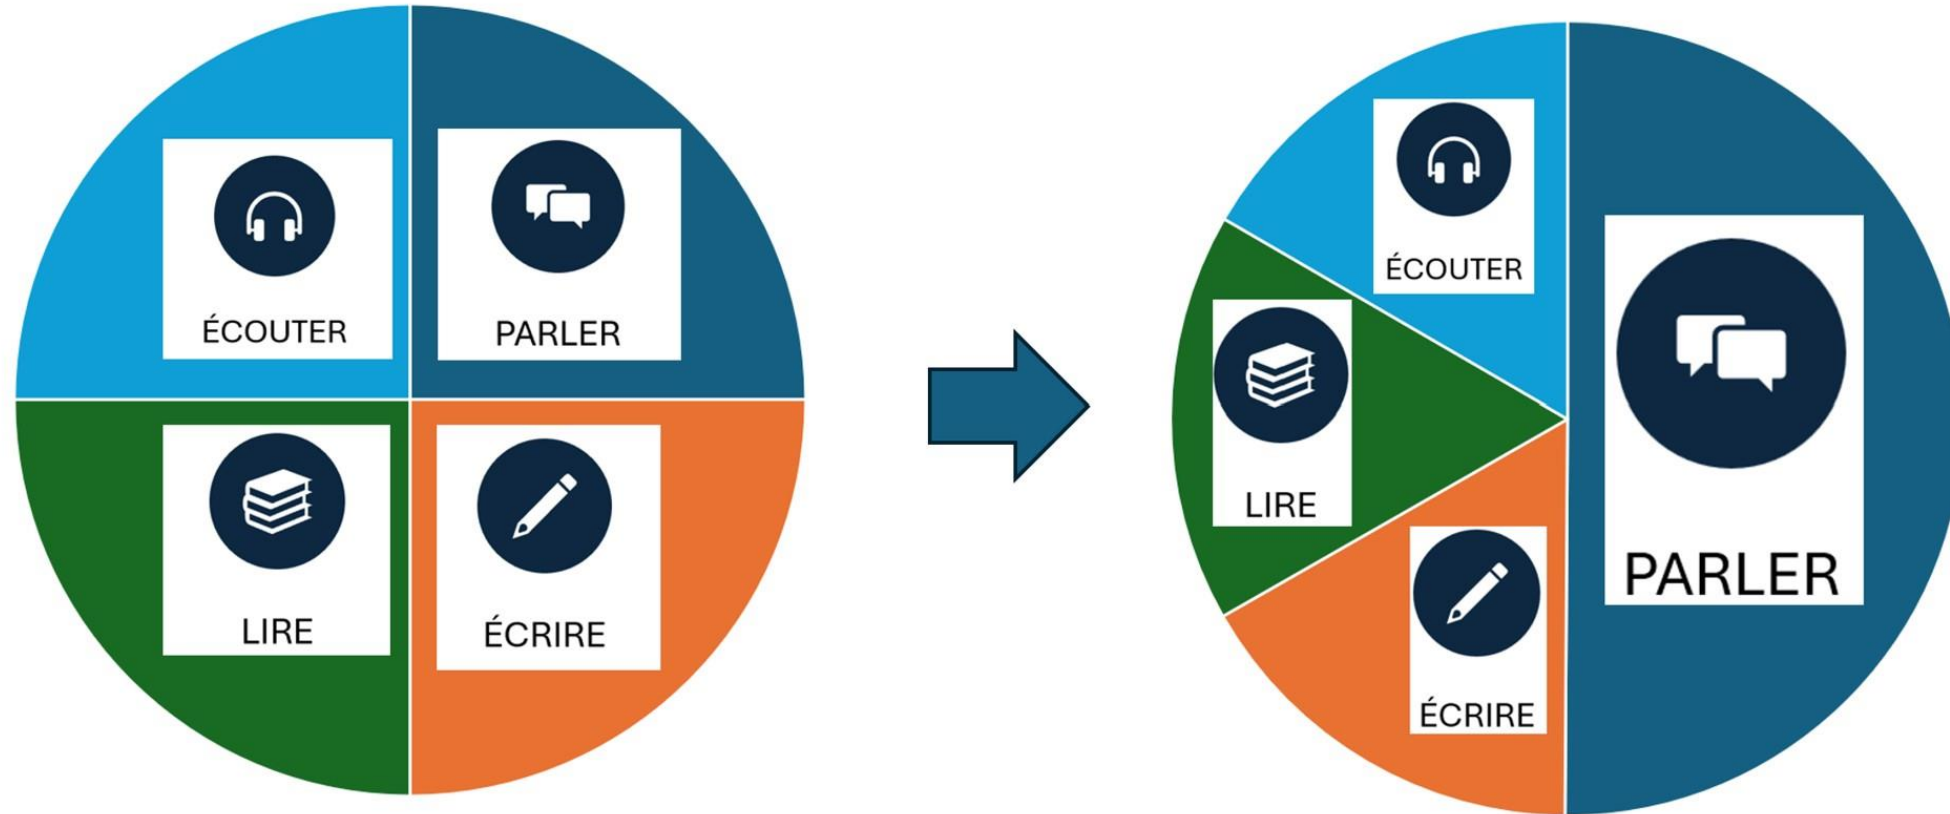 ÉCOUTER
PARLER
LIRE
ÉCRIRE
ÉCOUTER
LIRE
ÉCRIRE
PARLER